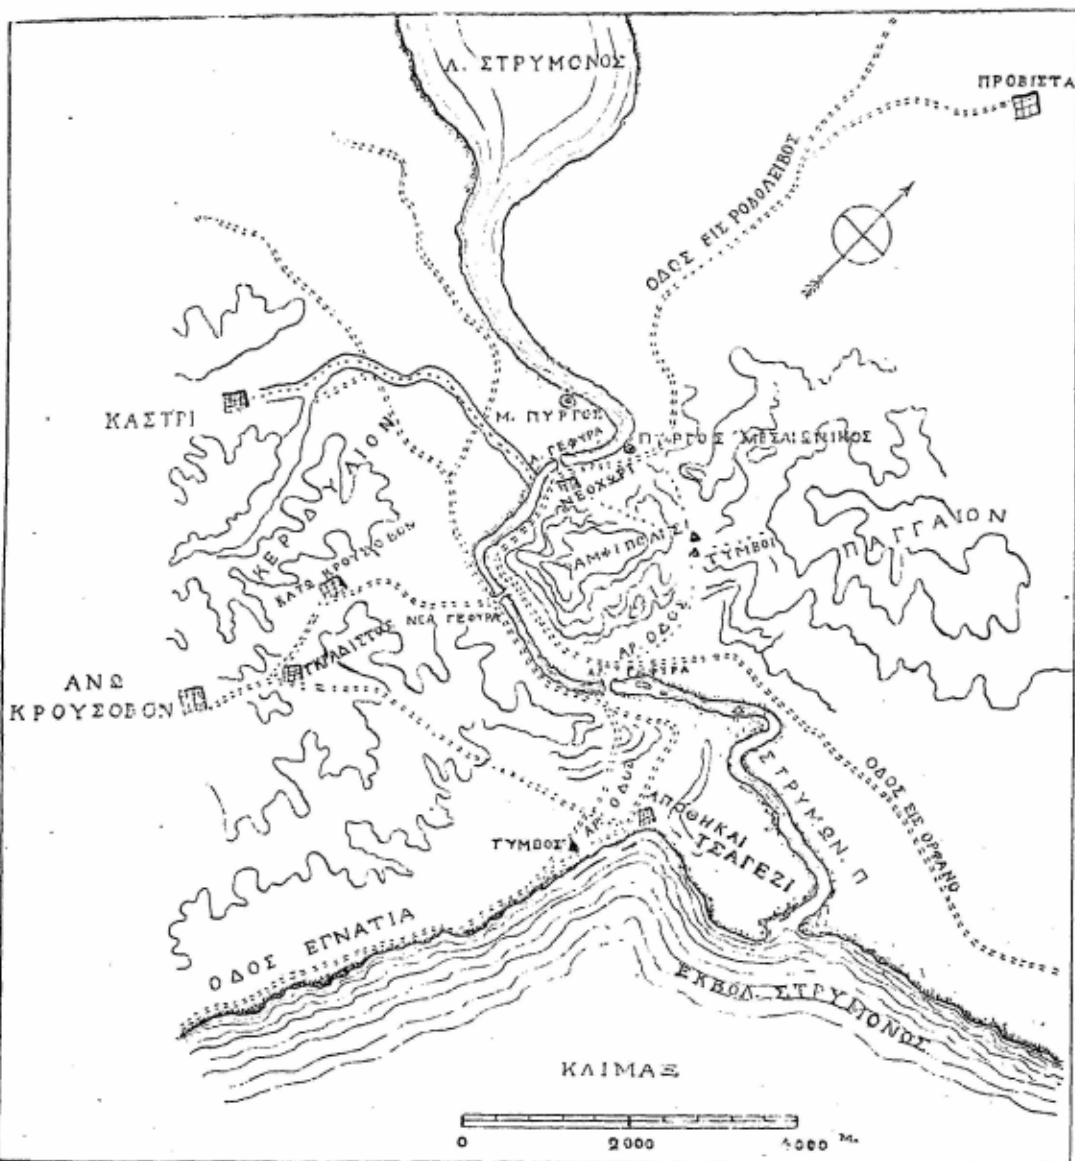 Λ. ΣΤΡΥΜΟΝΟΣ
ΠΡΟΒΙΣΤΑ
ΟΔΟΣ ΕΙΣ ΡΟΔΟΛΕΙΒΟΣ
ΚΑΣΤΡΙ
Μ. ΠΥΡΓΟΣ
Λ. ΓΕΦΥΡΑ
ΠΥΡΓΟΣ ΜΕΣΑΙΩΝΙΚΟΣ
ΝΕΟΧΩΡΙ
ΑΜΦΙΠΟΛΙΣ
ΤΥΜΒΟΙ
ΠΑΓΓΑΙΟΝ
ΚΕΡΔΥΛΙΟΝ
ΚΑΤΩ ΚΡΟΥΣΟΒΟΝ
ΝΕΑ ΓΕΦΥΡΑ
ΑΡ. ΟΔΟΣ
ΑΡ. ΓΕΦΥΡΑ
ΑΝΩ
ΚΡΟΥΣΟΒΟΝ
ΣΤΡΥΜΩΝ. Π
ΟΔΟΣ ΕΙΣ ΟΡΦΑΝΟ
ΑΡ. ΟΔΟΣ
ΑΠΟΘΗΚΑΙ
ΤΣΑΓΕΖΙ
ΤΥΜΒΟΣ
ΟΔΟΣ ΕΓΝΑΤΙΑ
ΕΚΒΟΛ. ΣΤΡΥΜΟΝΟΣ
ΚΛΙΜΑΞ
0 2000 4000 Μ.